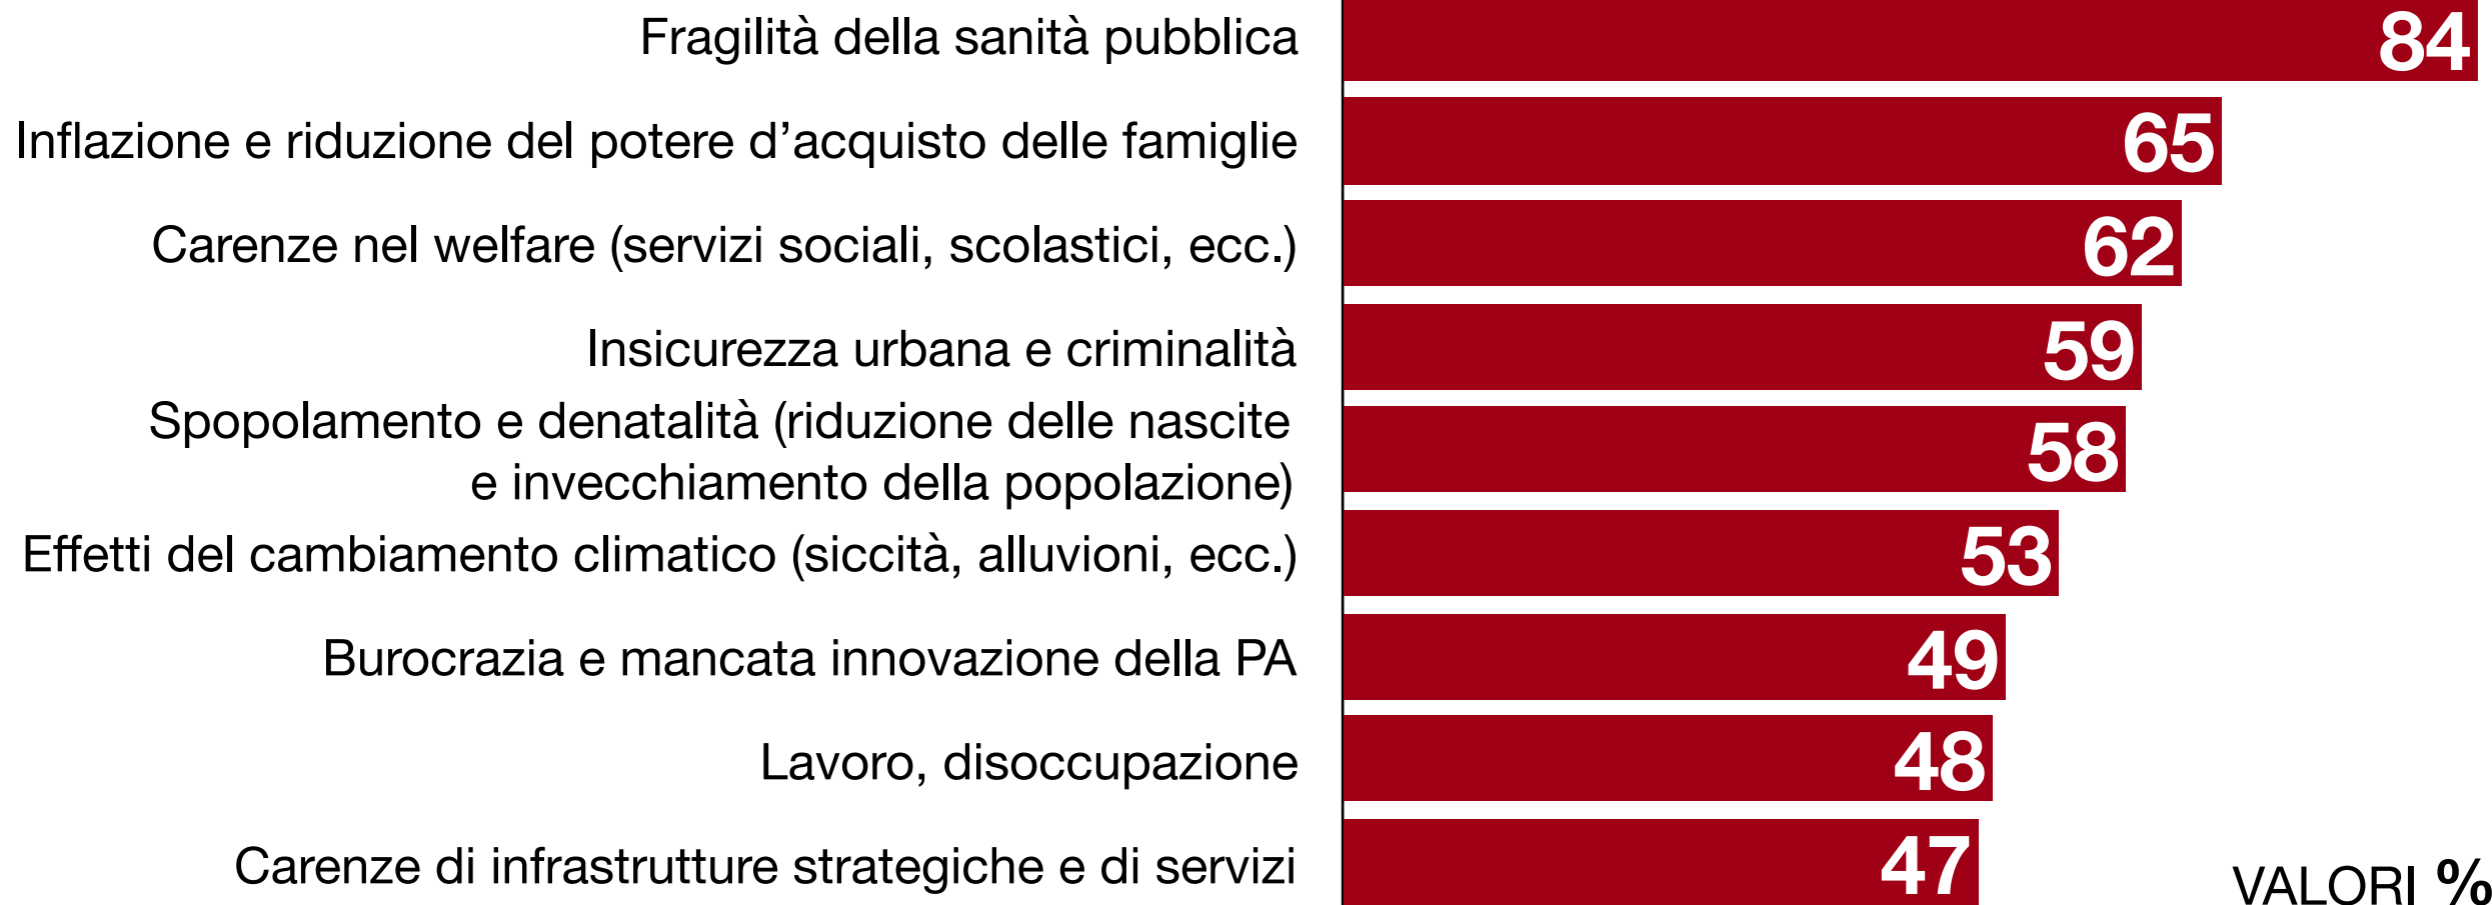 Fragilità della sanità pubblica 84
Inflazione e riduzione del potere d’acquisto delle famiglie 65
Carenze nel welfare (servizi sociali, scolastici, ecc.) 62
Insicurezza urbana e criminalità 59
Spopolamento e denatalità (riduzione delle nascite
e invecchiamento della popolazione) 58
Effetti del cambiamento climatico (siccità, alluvioni, ecc.) 53
Burocrazia e mancata innovazione della PA 49
Lavoro, disoccupazione 48
Carenze di infrastrutture strategiche e di servizi 47
VALORI %